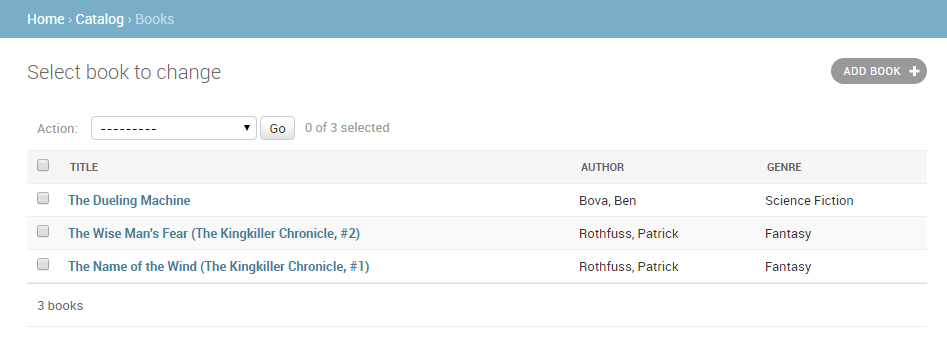 Home › Catalog › Books
Select book to change
ADD BOOK +
Action: --------- Go 0 of 3 selected
TITLE AUTHOR GENRE
The Dueling Machine Bova, Ben Science Fiction
The Wise Man's Fear (The Kingkiller Chronicle, #2) Rothfuss, Patrick Fantasy
The Name of the Wind (The Kingkiller Chronicle, #1) Rothfuss, Patrick Fantasy
3 books